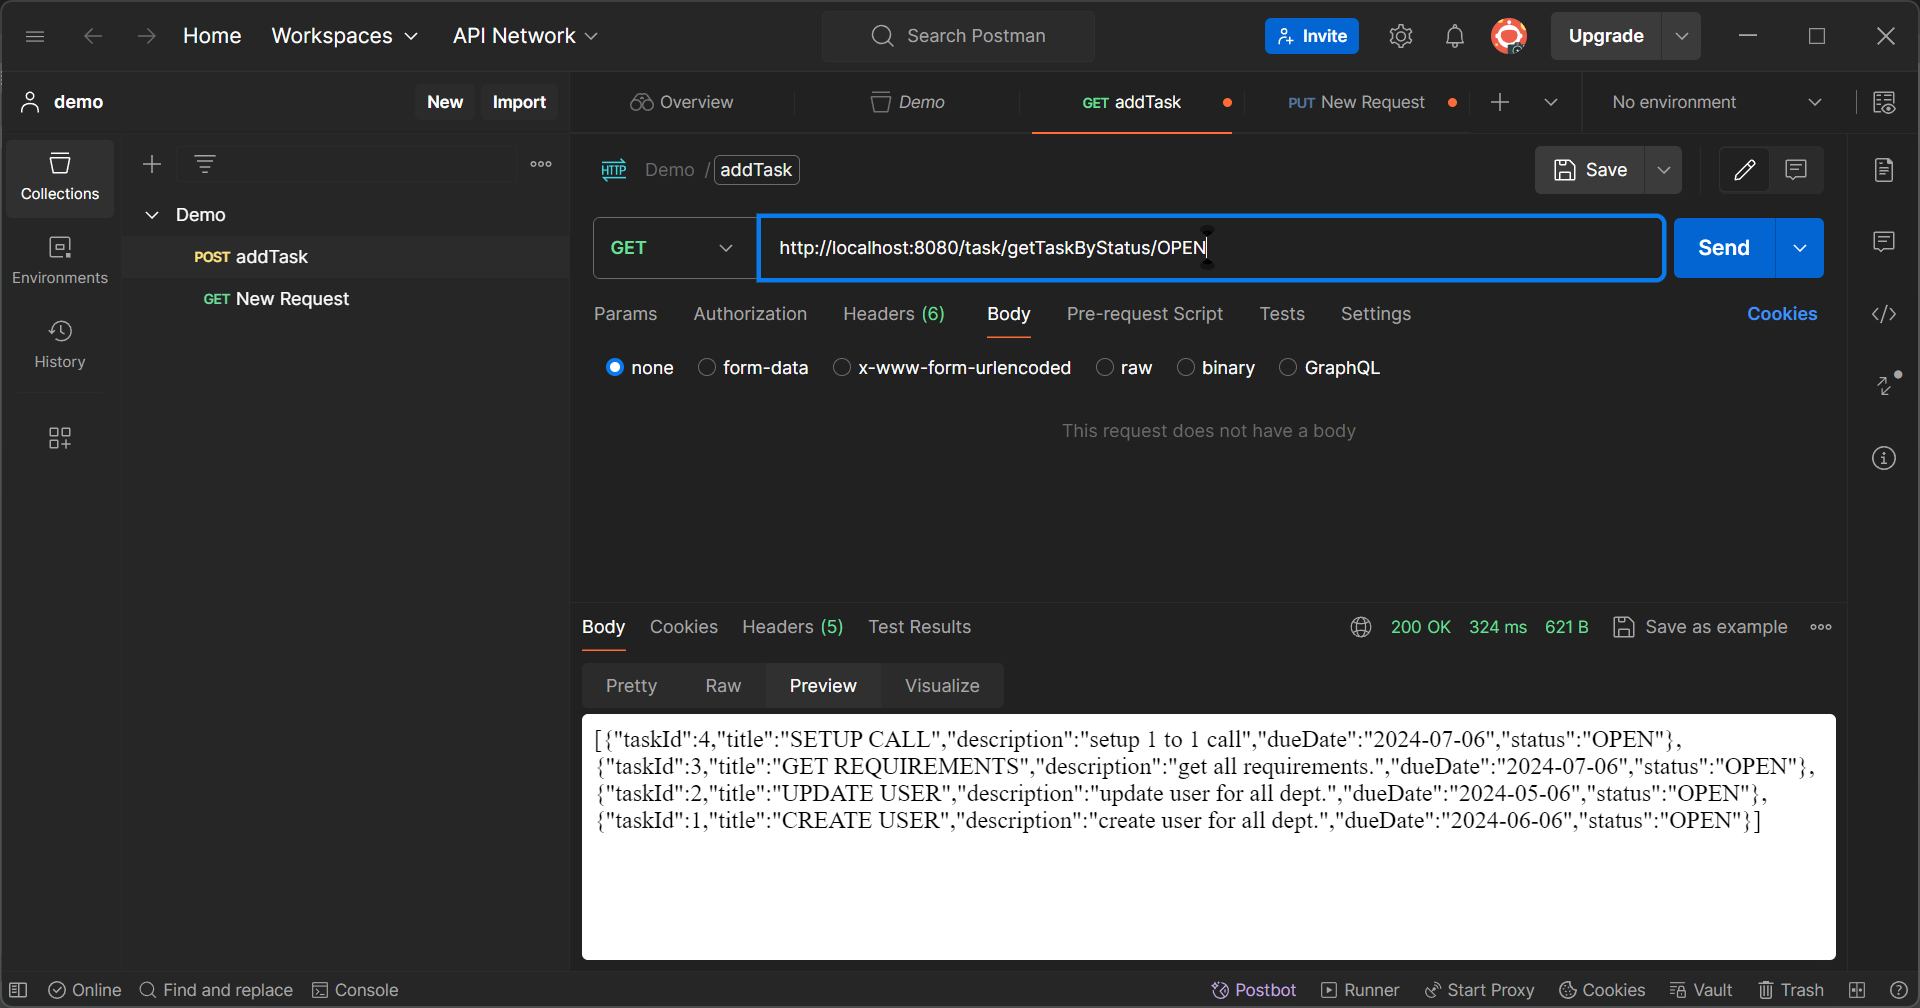 Home Workspaces API Network Search Postman Invite Upgrade
demo New Import Overview Demo GET addTask PUT New Request No environment
Collections
HTTP Demo / addTask Save
Demo
GET http://localhost:8080/task/getTaskByStatus/OPEN Send
POST addTask
Environments
GET New Request
Params Authorization Headers (6) Body Pre-request Script Tests Settings Cookies
History
none form-data x-www-form-urlencoded raw binary GraphQL
This request does not have a body
Body Cookies Headers (5) Test Results 200 OK 324 ms 621 B Save as example
Pretty Raw Preview Visualize
[{"taskId":4,"title":"SETUP CALL","description":"setup 1 to 1 call","dueDate":"2024-07-06","status":"OPEN"},
{"taskId":3,"title":"GET REQUIREMENTS","description":"get all requirements.","dueDate":"2024-07-06","status":"OPEN"},
{"taskId":2,"title":"UPDATE USER","description":"update user for all dept.","dueDate":"2024-05-06","status":"OPEN"},
{"taskId":1,"title":"CREATE USER","description":"create user for all dept.","dueDate":"2024-06-06","status":"OPEN"}]
Online Find and replace Console Postbot Runner Start Proxy Cookies Vault Trash